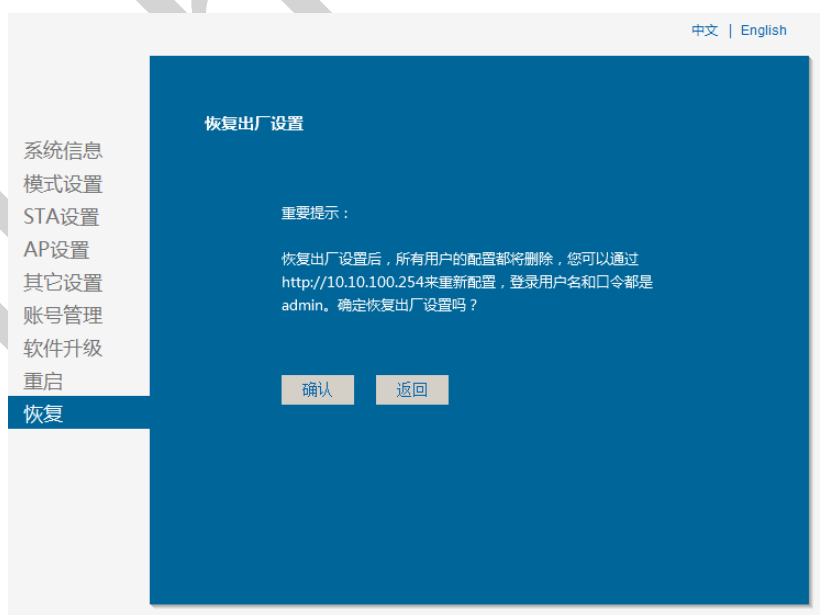 中文 | English
恢复出厂设置
系统信息
模式设置
STA设置
AP设置
其它设置
账号管理
软件升级
重启
恢复
重要提示：
恢复出厂设置后，所有用户的配置都将删除，您可以通过
http://10.10.100.254来重新配置，登录用户名和口令都是
admin。确定恢复出厂设置吗？
确认 返回